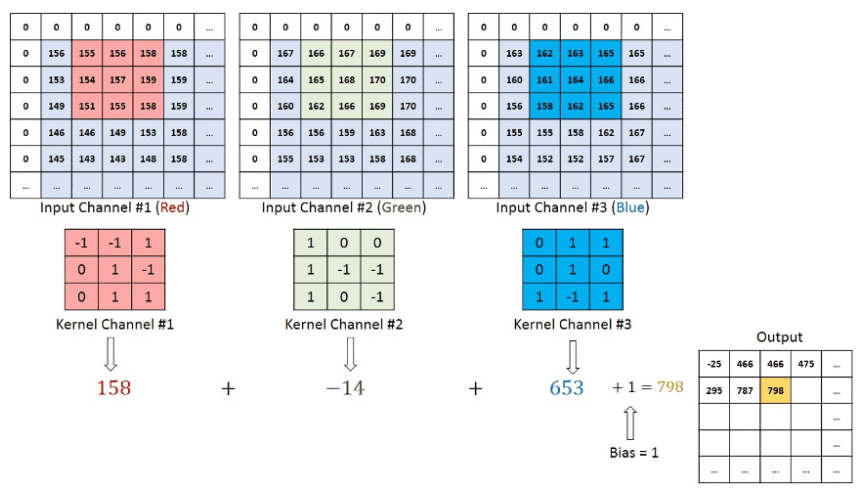 0 0 0 0 0 ... 0 0 0 0 0 ... 0 0 0 0 0 ...
0 156 155 156 158 158 ... 0 167 166 167 169 169 ... 0 163 162 163 165 165 ...
0 153 154 157 159 159 ... 0 164 165 168 170 170 ... 0 160 161 164 166 166 ...
0 149 151 155 158 159 ... 0 160 162 166 169 170 ... 0 156 158 162 165 166 ...
0 146 146 149 153 158 ... 0 156 156 159 163 168 ... 0 155 155 158 162 167 ...
0 145 143 143 148 158 ... 0 155 153 153 158 168 ... 0 154 152 152 157 167 ...
... ... ... ... ... ... ... ... ... ... ... ... ... ... ... ... ... ...
Input Channel #1 (Red) Input Channel #2 (Green) Input Channel #3 (Blue)
-1 -1 1 1 0 0 0 1 1
0 1 -1 1 -1 -1 0 1 0
0 1 1 1 0 -1 1 -1 1
Kernel Channel #1 Kernel Channel #2 Kernel Channel #3
158 + −14 + 653 + 1 = 798
Bias = 1
Output
-25 466 466 475 ...
295 787 798 ...
...
...
... ... ... ... ...